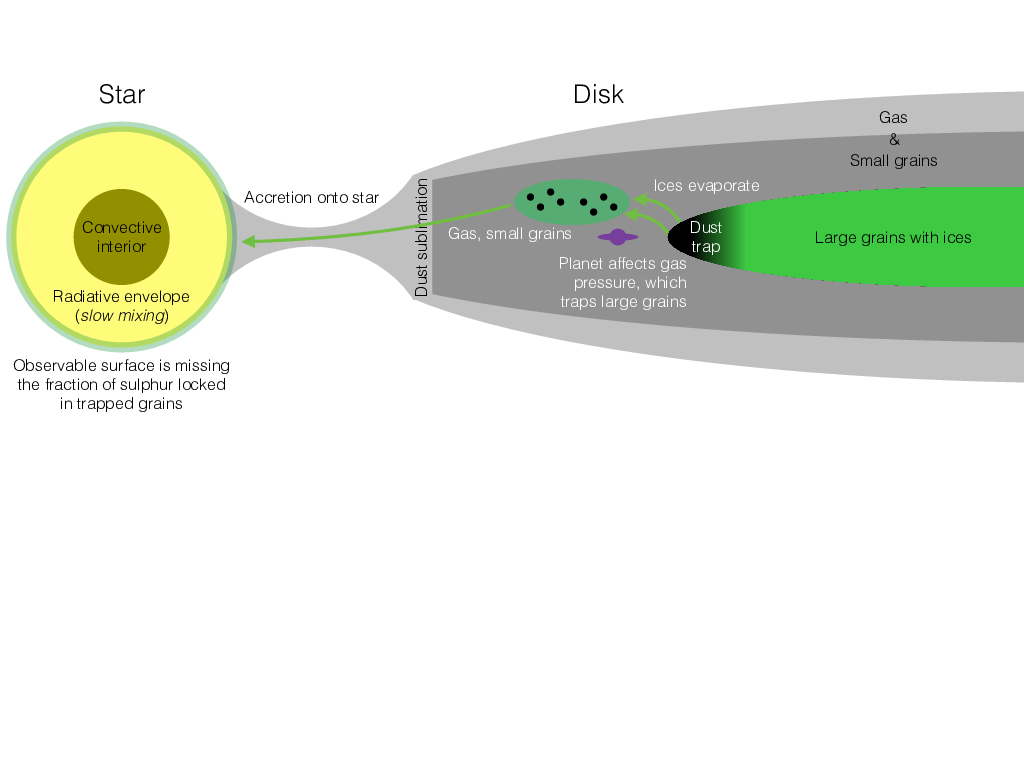 Star
Disk
Gas
&
Small grains
Accretion onto star
Dust sublimation
Ices evaporate
Convective
interior
Gas, small grains
Dust
trap
Large grains with ices
Planet affects gas
pressure, which
traps large grains
Radiative envelope
(slow mixing)
Observable surface is missing
the fraction of sulphur locked
in trapped grains